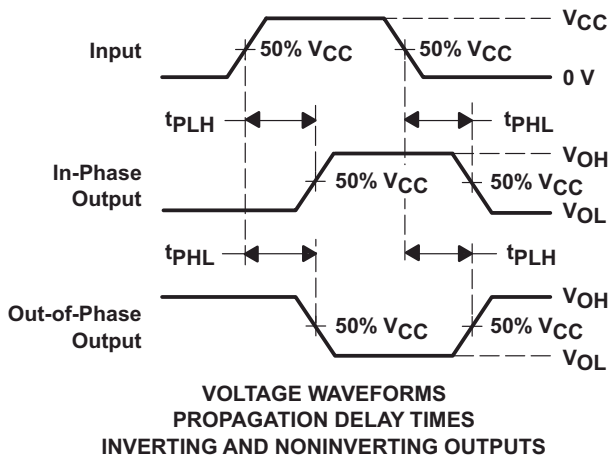 VCC
Input
50% VCC
50% VCC
0 V
tPLH
tPHL
VOH
In-Phase
Output
50% VCC
50% VCC
VOL
tPHL
tPLH
VOH
Out-of-Phase
Output
50% VCC
50% VCC
VOL
VOLTAGE WAVEFORMS
PROPAGATION DELAY TIMES
INVERTING AND NONINVERTING OUTPUTS